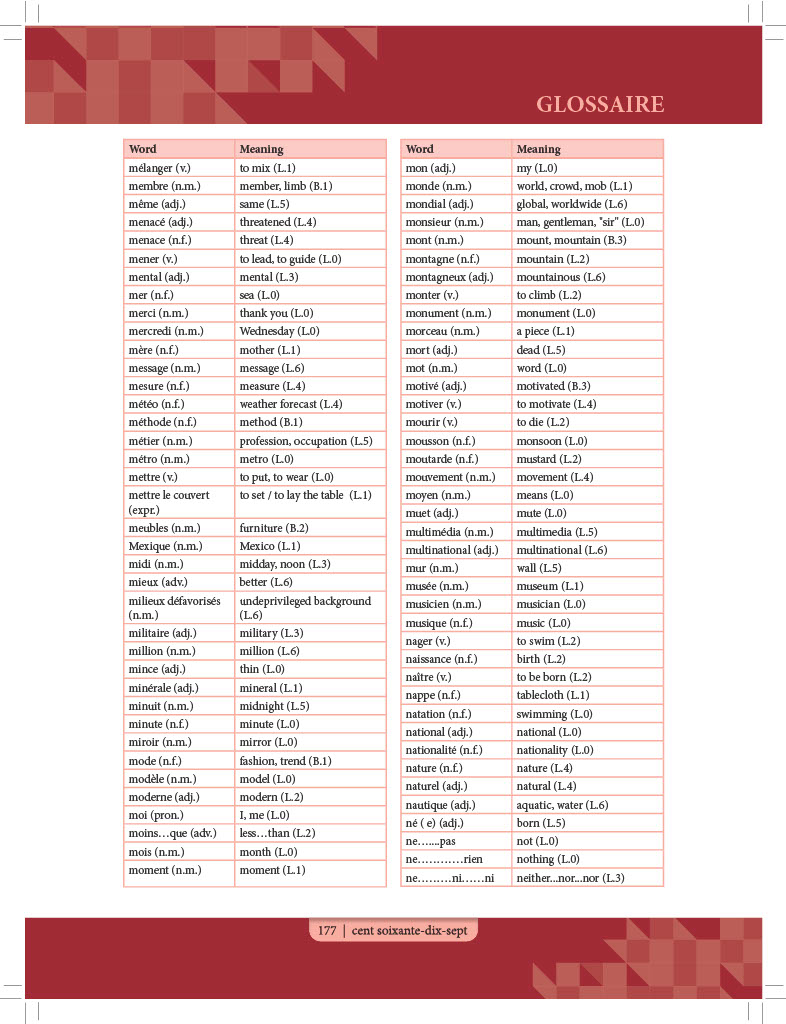 GLOSSAIRE
Word Meaning
mélanger (v.) to mix (L.1)
membre (n.m.) member, limb (B.1)
même (adj.) same (L.5)
menacé (adj.) threatened (L.4)
menace (n.f.) threat (L.4)
mener (v.) to lead, to guide (L.0)
mental (adj.) mental (L.3)
mer (n.f.) sea (L.0)
merci (n.m.) thank you (L.0)
mercredi (n.m.) Wednesday (L.0)
mère (n.f.) mother (L.1)
message (n.m.) message (L.6)
mesure (n.f.) measure (L.4)
météo (n.f.) weather forecast (L.4)
méthode (n.f.) method (B.1)
métier (n.m.) profession, occupation (L.5)
métro (n.m.) metro (L.0)
mettre (v.) to put, to wear (L.0)
mettre le couvert to set / to lay the table (L.1)
(expr.)
meubles (n.m.) furniture (B.2)
Mexique (n.m.) Mexico (L.1)
midi (n.m.) midday, noon (L.3)
mieux (adv.) better (L.6)
milieux défavorisés undeprivileged background
(n.m.) (L.6)
militaire (adj.) military (L.3)
million (n.m.) million (L.6)
mince (adj.) thin (L.0)
minérale (adj.) mineral (L.1)
minuit (n.m.) midnight (L.5)
minute (n.f.) minute (L.0)
miroir (n.m.) mirror (L.0)
mode (n.f.) fashion, trend (B.1)
modèle (n.m.) model (L.0)
moderne (adj.) modern (L.2)
moi (pron.) I, me (L.0)
moins…que (adv.) less…than (L.2)
mois (n.m.) month (L.0)
moment (n.m.) moment (L.1)
Word Meaning
mon (adj.) my (L.0)
monde (n.m.) world, crowd, mob (L.1)
mondial (adj.) global, worldwide (L.6)
monsieur (n.m.) man, gentleman, "sir" (L.0)
mont (n.m.) mount, mountain (B.3)
montagne (n.f.) mountain (L.2)
montagneux (adj.) mountainous (L.6)
monter (v.) to climb (L.2)
monument (n.m.) monument (L.0)
morceau (n.m.) a piece (L.1)
mort (adj.) dead (L.5)
mot (n.m.) word (L.0)
motivé (adj.) motivated (B.3)
motiver (v.) to motivate (L.4)
mourir (v.) to die (L.2)
mousson (n.f.) monsoon (L.0)
moutarde (n.f.) mustard (L.2)
mouvement (n.m.) movement (L.4)
moyen (n.m.) means (L.0)
muet (adj.) mute (L.0)
multimédia (n.m.) multimedia (L.5)
multinational (adj.) multinational (L.6)
mur (n.m.) wall (L.5)
musée (n.m.) museum (L.1)
musicien (n.m.) musician (L.0)
musique (n.f.) music (L.0)
nager (v.) to swim (L.2)
naissance (n.f.) birth (L.2)
naître (v.) to be born (L.2)
nappe (n.f.) tablecloth (L.1)
natation (n.f.) swimming (L.0)
national (adj.) national (L.0)
nationalité (n.f.) nationality (L.0)
nature (n.f.) nature (L.4)
naturel (adj.) natural (L.4)
nautique (adj.) aquatic, water (L.6)
né ( e) (adj.) born (L.5)
ne…....pas not (L.0)
ne…………rien nothing (L.0)
ne………ni……ni neither...nor...nor (L.3)
177 | cent soixante-dix-sept